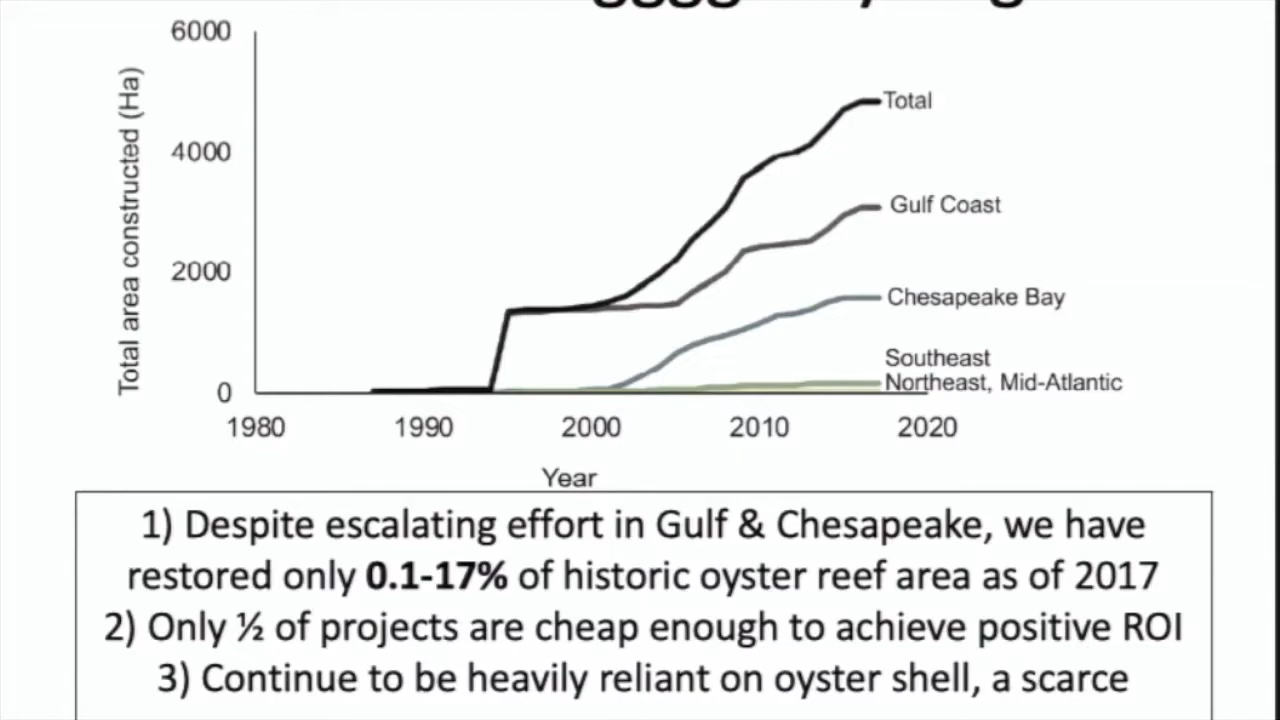 6000
Total area constructed (Ha)
Total
4000
Gulf Coast
2000
Chesapeake Bay
Southeast
0
Northeast, Mid-Atlantic
1980 1990 2000 2010 2020
Year
1) Despite escalating effort in Gulf & Chesapeake, we have
restored only 0.1-17% of historic oyster reef area as of 2017
2) Only ½ of projects are cheap enough to achieve positive ROI
3) Continue to be heavily reliant on oyster shell, a scarce